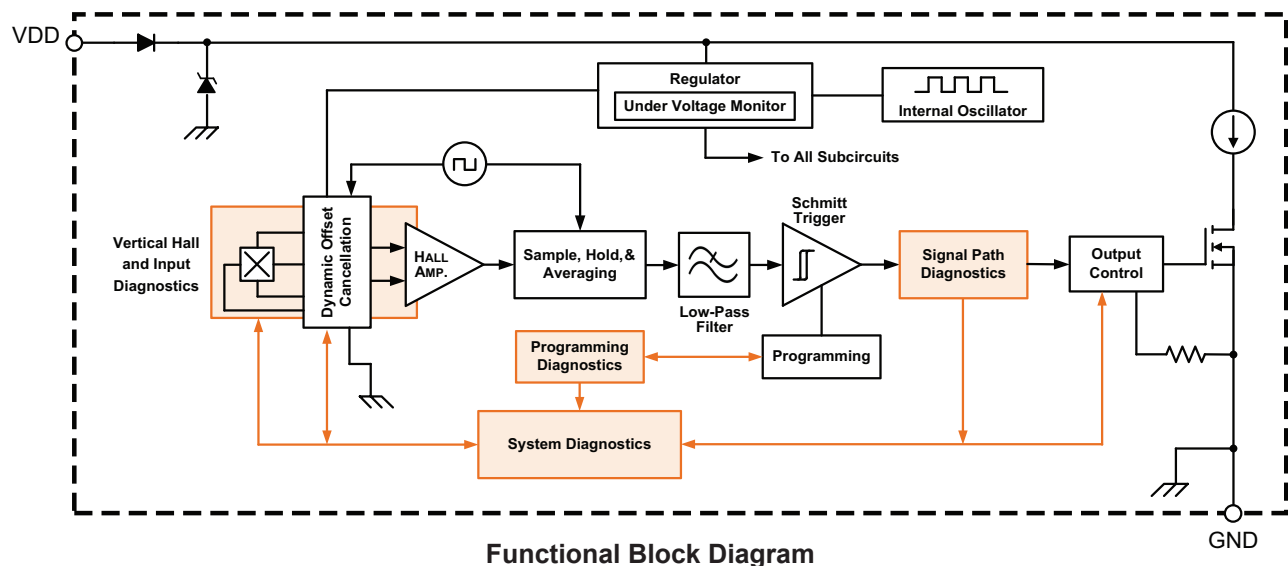 VDD
Regulator
Under Voltage Monitor
Internal Oscillator
To All Subcircuits
Vertical Hall
and Input
Diagnostics
Dynamic Offset
Cancellation
HALL
AMP.
Sample, Hold,&
Averaging
Low-Pass
Filter
Schmitt
Trigger
Signal Path
Diagnostics
Output
Control
Programming
Diagnostics
Programming
System Diagnostics
GND
Functional Block Diagram